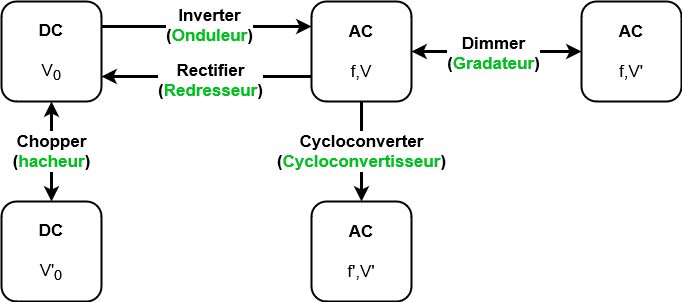 DC
V0
Inverter
(Onduleur)
Rectifier
(Redresseur)
AC
f,V
Dimmer
(Gradateur)
AC
f,V'
Chopper
(hacheur)
Cycloconverter
(Cycloconvertisseur)
DC
V'0
AC
f',V'